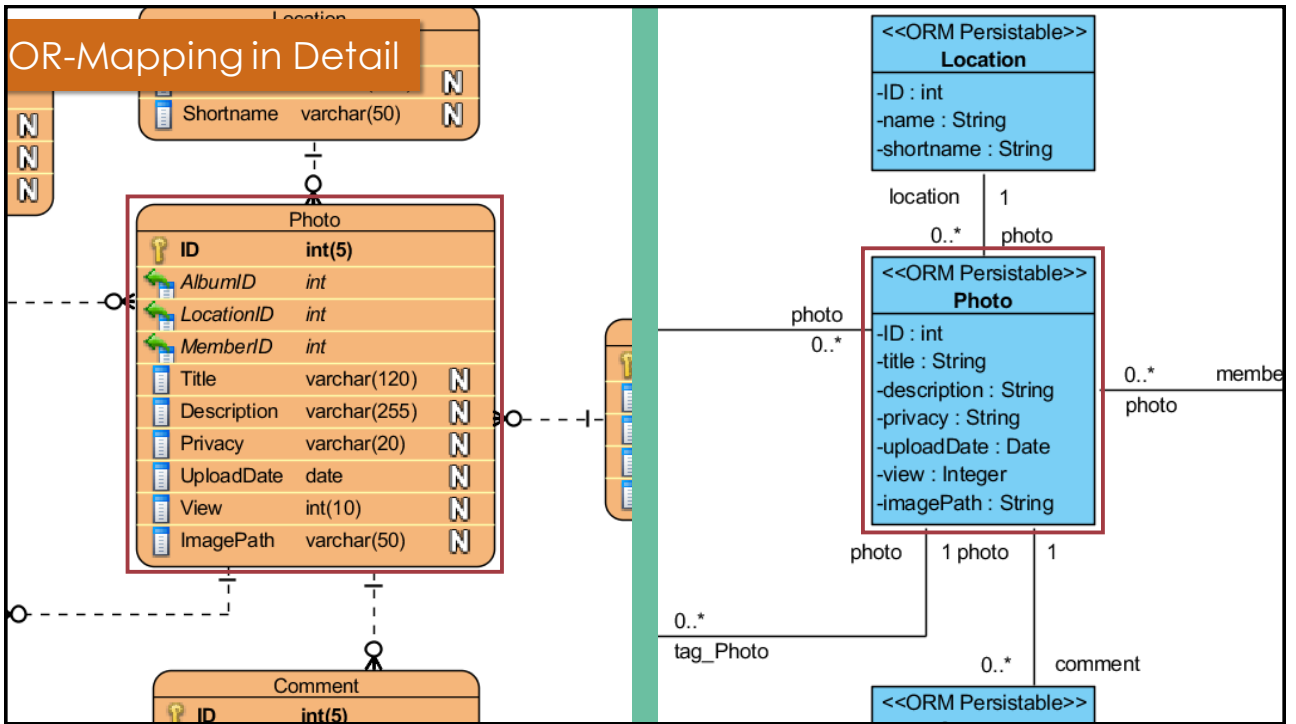 OR-Mapping in Detail
Shortname varchar(50) N
N
N
N
N
Photo
ID int(5)
AlbumID int
LocationID int
MemberID int
Title varchar(120) N
Description varchar(255) N
Privacy varchar(20) N
UploadDate date N
View int(10) N
ImagePath varchar(50) N
Comment
ID int(5)
<<ORM Persistable>>
Location
-ID : int
-name : String
-shortname : String
location 1
0..* photo
<<ORM Persistable>>
Photo
-ID : int
-title : String
-description : String
-privacy : String
-uploadDate : Date
-view : Integer
-imagePath : String
photo
0..*
0..* membe
photo
photo 1 photo 1
0..*
tag_Photo
0..* comment
<<ORM Persistable>>